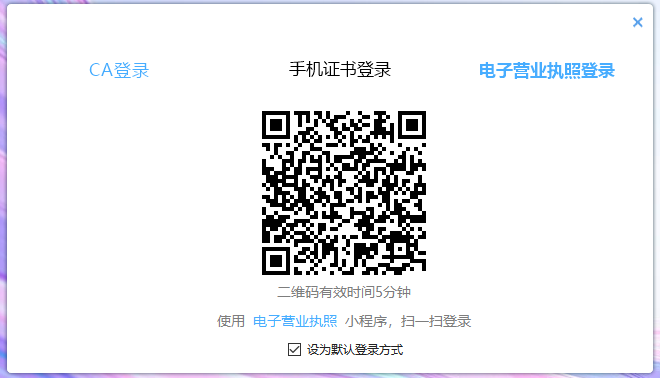 CA登录 手机证书登录 电子营业执照登录
二维码有效时间5分钟
使用 电子营业执照 小程序，扫一扫登录
设为默认登录方式